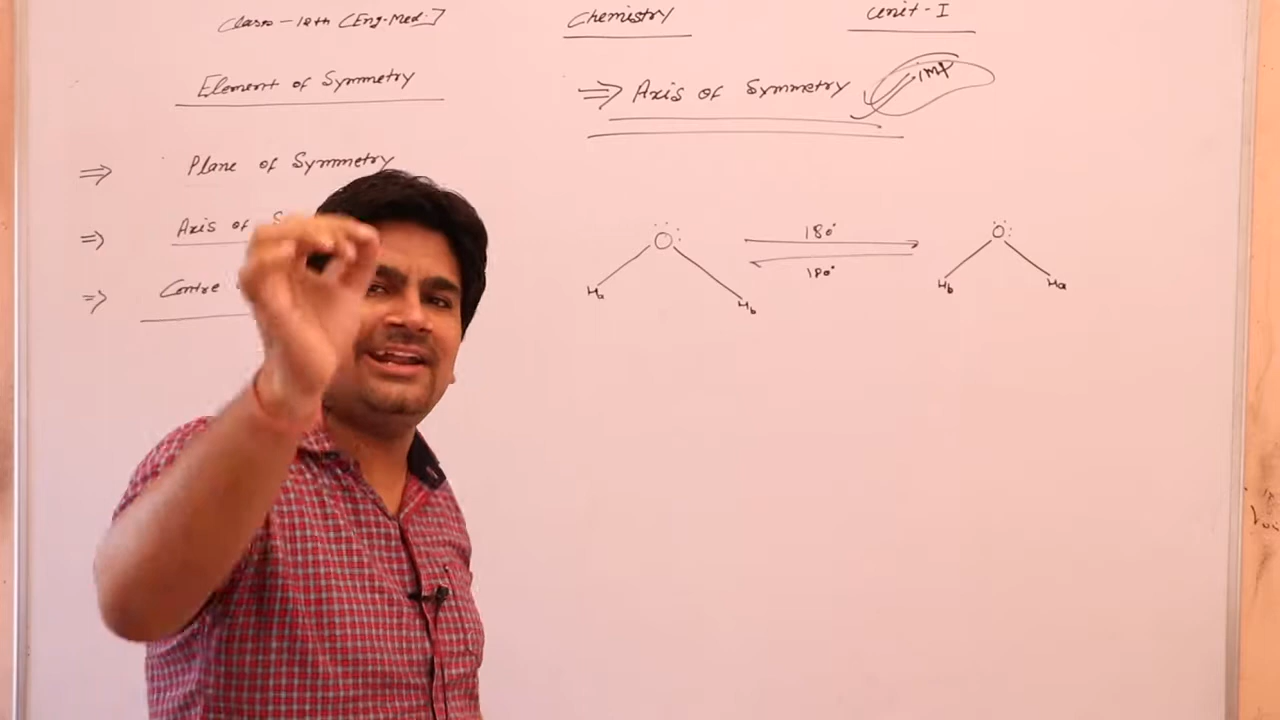 Class-12th [Eng-Med:]
Chemistry
Unit-I
Element of Symmetry
⇒ Axis of Symmetry
imp
⇒ Plane of Symmetry
⇒ Axis of S
⇒ Centre
O
180°
180°
O
Ha
Hb
Hb
Ha